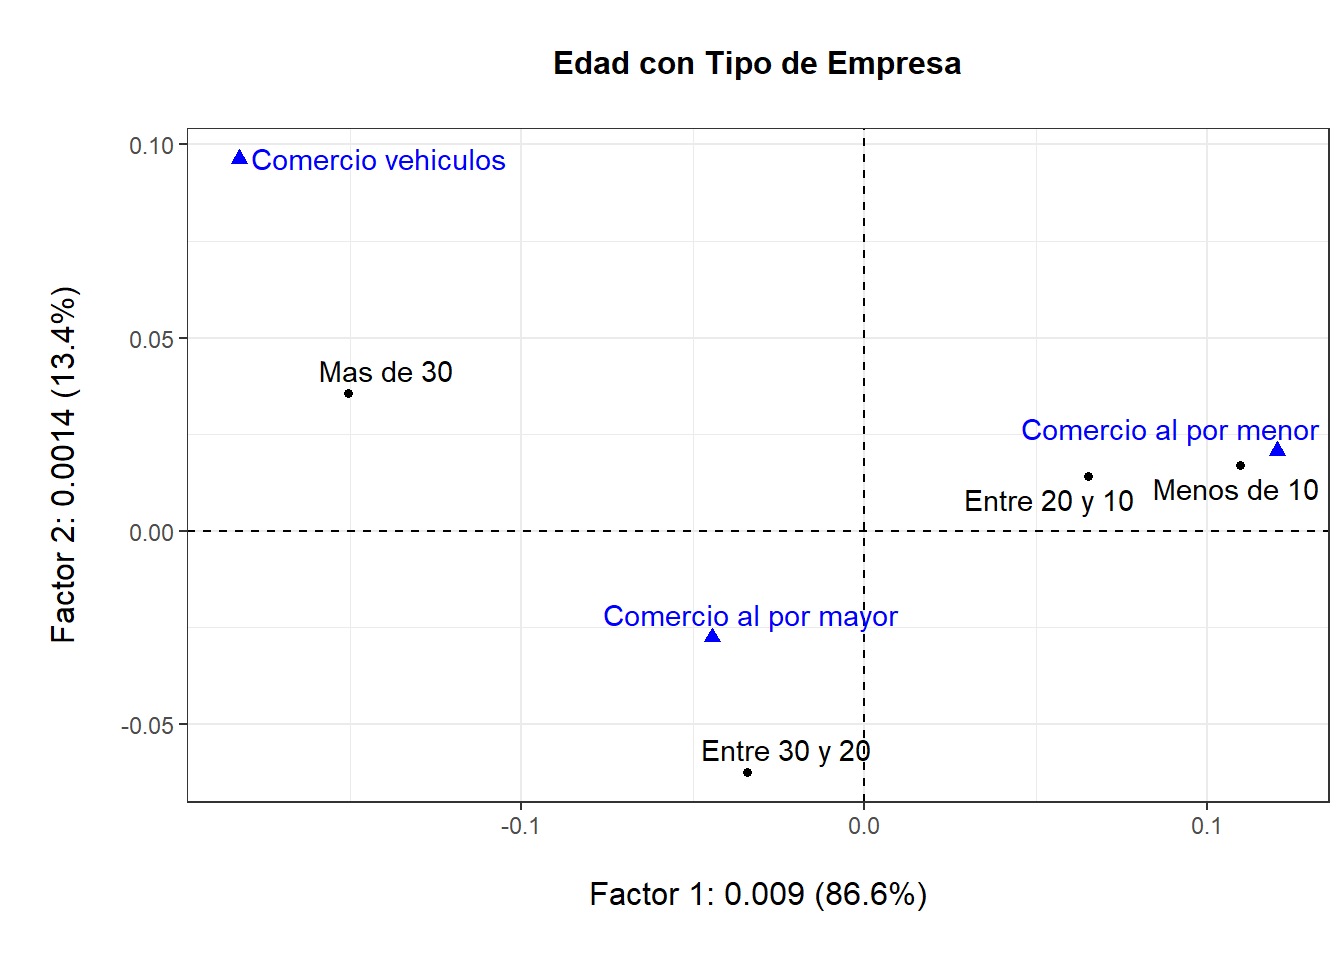 Edad con Tipo de Empresa
0.10
Comercio vehiculos
Factor 2: 0.0014 (13.4%)
0.05
Mas de 30
Comercio al por menor
Entre 20 y 10
Menos de 10
0.00
Comercio al por mayor
-0.05
Entre 30 y 20
-0.1
0.0
0.1
Factor 1: 0.009 (86.6%)